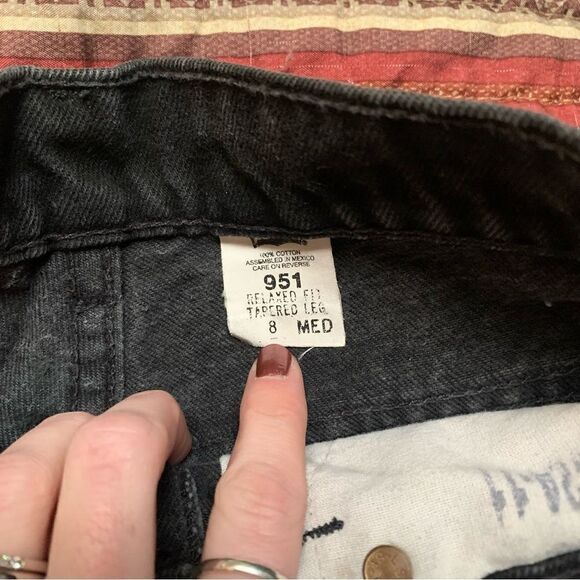 100% COTTON
ASSEMBLED IN MEXICO
CARE ON REVERSE
951
RELAXED FIT
TAPERED LEG
8 MED